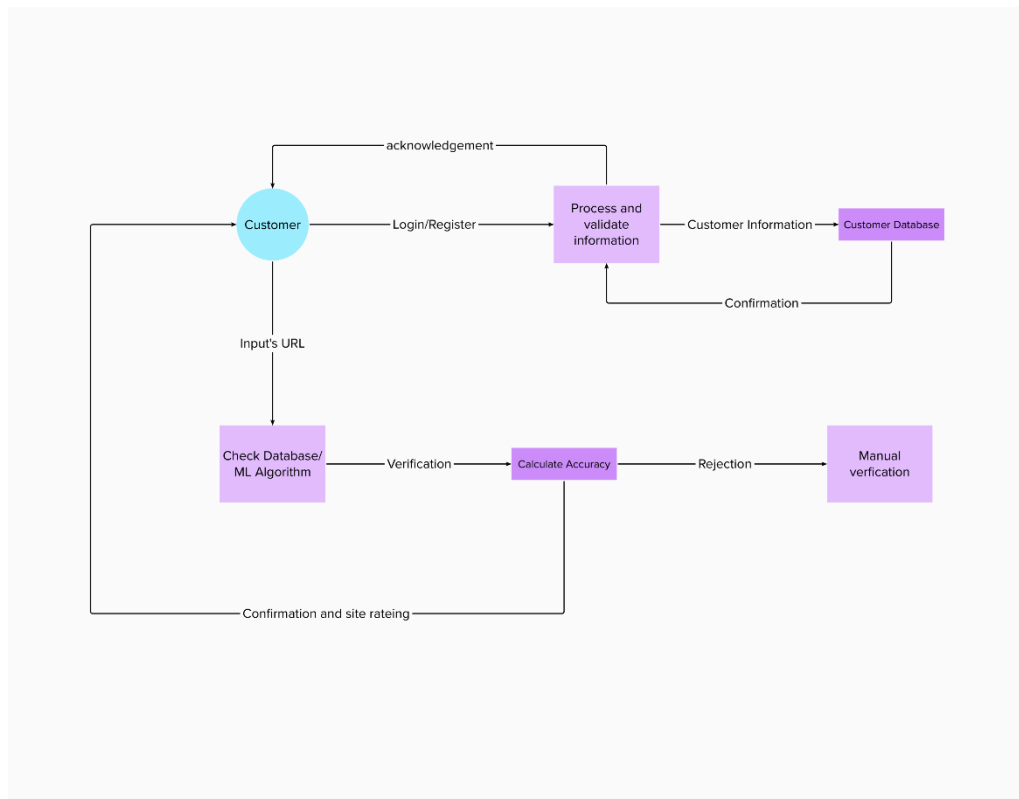 acknowledgement
Customer
Login/Register
Process and
validate
information
Customer Information
Customer Database
Confirmation
Input's URL
Check Database/
ML Algorithm
Verification
Calculate Accuracy
Rejection
Manual
verfication
Confirmation and site rateing